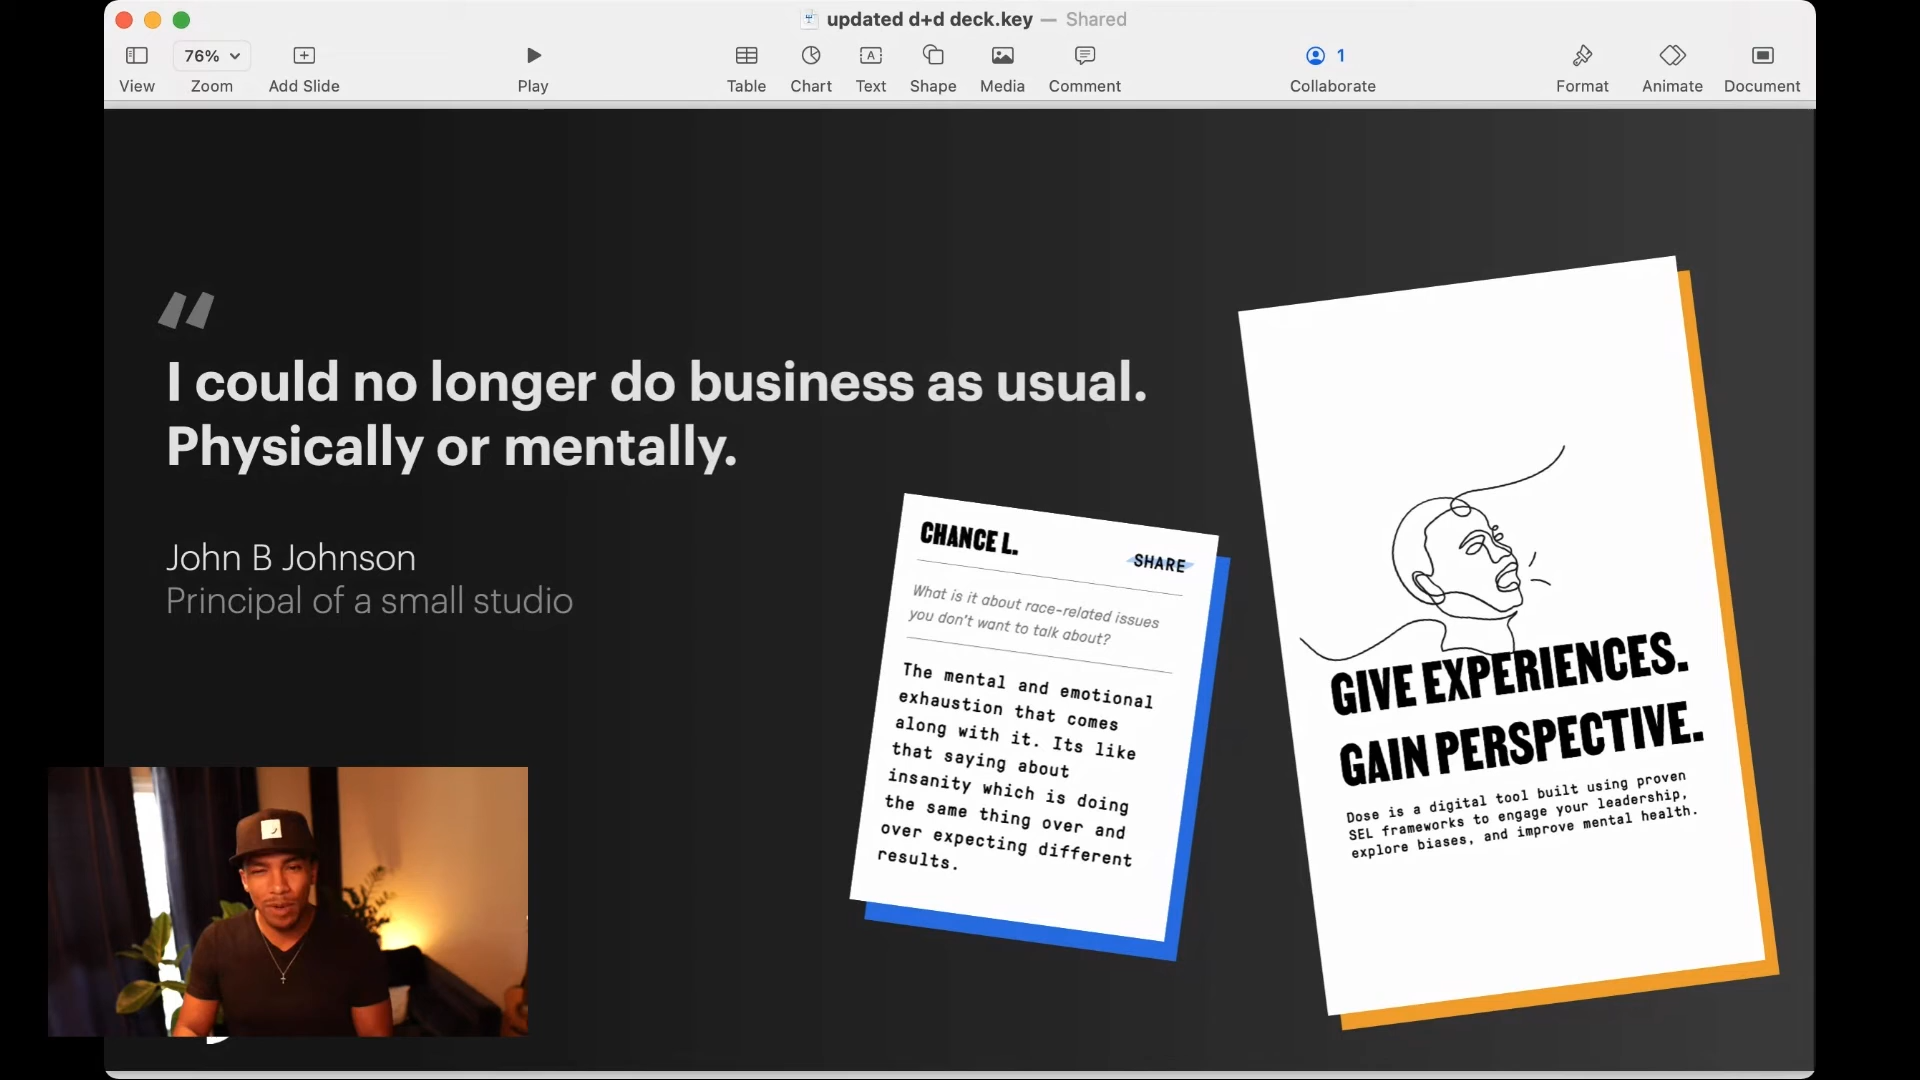 updated d+d deck.key — Shared
76%
1
View
Zoom
Add Slide
Play
Table
Chart
Text
Shape
Media
Comment
Collaborate
Format
Animate
Document
“
I could no longer do business as usual.
Physically or mentally.
John B Johnson
Principal of a small studio
CHANCE L.
SHARE
What is it about race-related issues
you don't want to talk about?
The mental and emotional
exhaustion that comes
along with it. Its like
that saying about
insanity which is doing
the same thing over and
over expecting different
results.
GIVE EXPERIENCES.
GAIN PERSPECTIVE.
Dose is a digital tool built using proven
SEL frameworks to engage your leadership,
explore biases, and improve mental health.